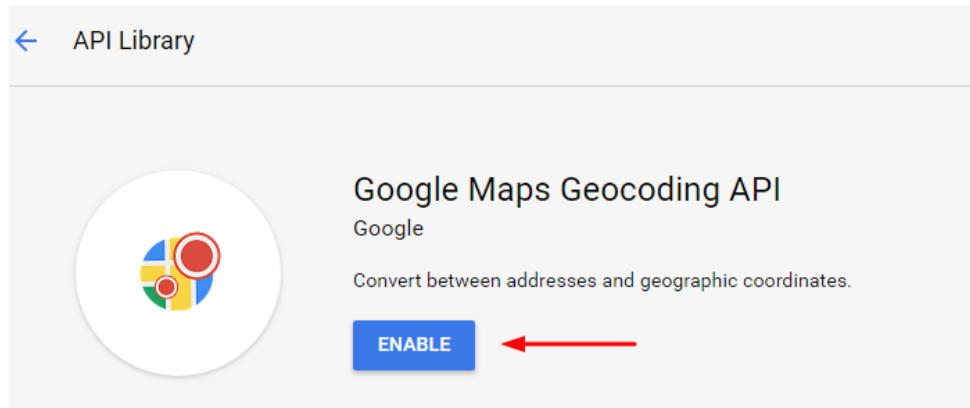 API Library
Google Maps Geocoding API
Google
Convert between addresses and geographic coordinates.
ENABLE